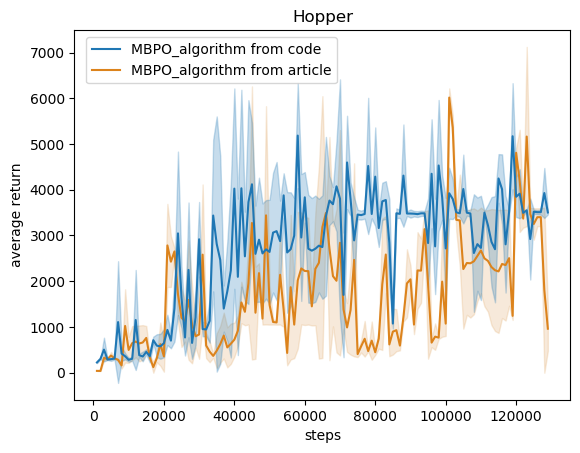 Hopper
MBPO_algorithm from code
MBPO_algorithm from article
average return
7000
6000
5000
4000
3000
2000
1000
0
0 20000 40000 60000 80000 100000 120000
steps